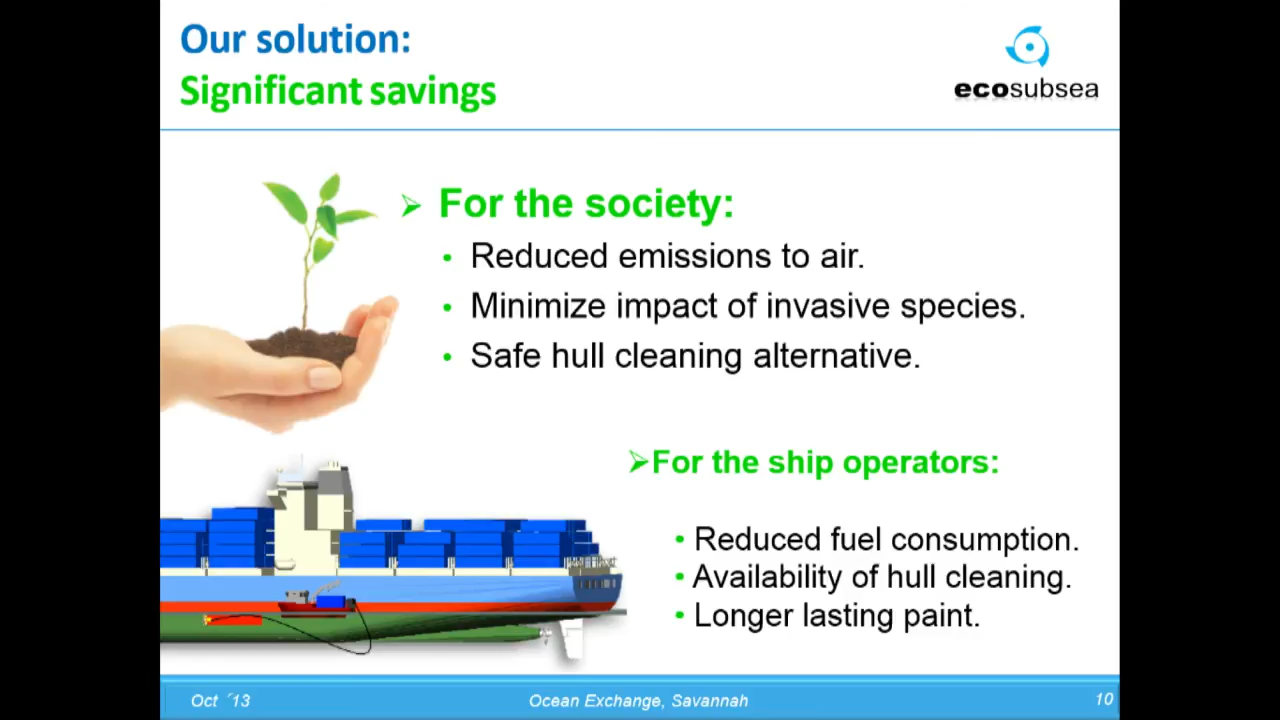 Our solution:
Significant savings
ecosubsea
➢ For the society:
• Reduced emissions to air.
• Minimize impact of invasive species.
• Safe hull cleaning alternative.
➢For the ship operators:
• Reduced fuel consumption.
• Availability of hull cleaning.
• Longer lasting paint.
Oct ´13
Ocean Exchange, Savannah
10